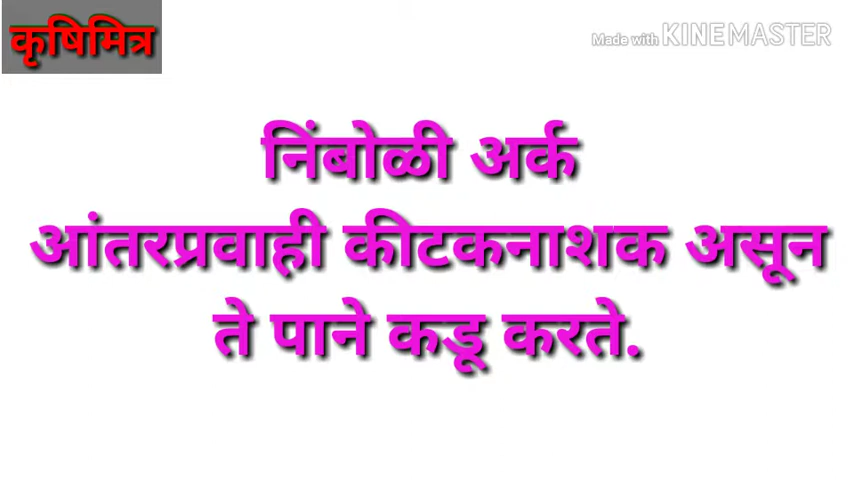 कृषिमित्र
Made with KINEMASTER
निंबोळी अर्क
आंतरप्रवाही कीटकनाशक असून
ते पाने कडू करते.